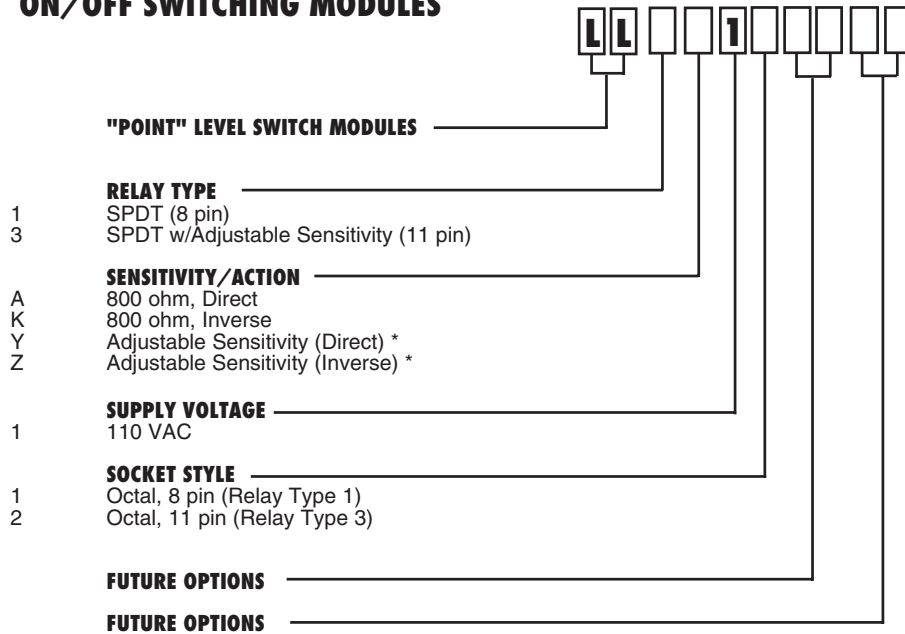 ON/OFF SWITCHING MODULES
L L 1
"POINT" LEVEL SWITCH MODULES
RELAY TYPE
1 SPDT (8 pin)
3 SPDT w/Adjustable Sensitivity (11 pin)
SENSITIVITY/ACTION
A 800 ohm, Direct
K 800 ohm, Inverse
Y Adjustable Sensitivity (Direct) *
Z Adjustable Sensitivity (Inverse) *
SUPPLY VOLTAGE
1 110 VAC
SOCKET STYLE
1 Octal, 8 pin (Relay Type 1)
2 Octal, 11 pin (Relay Type 3)
FUTURE OPTIONS
FUTURE OPTIONS